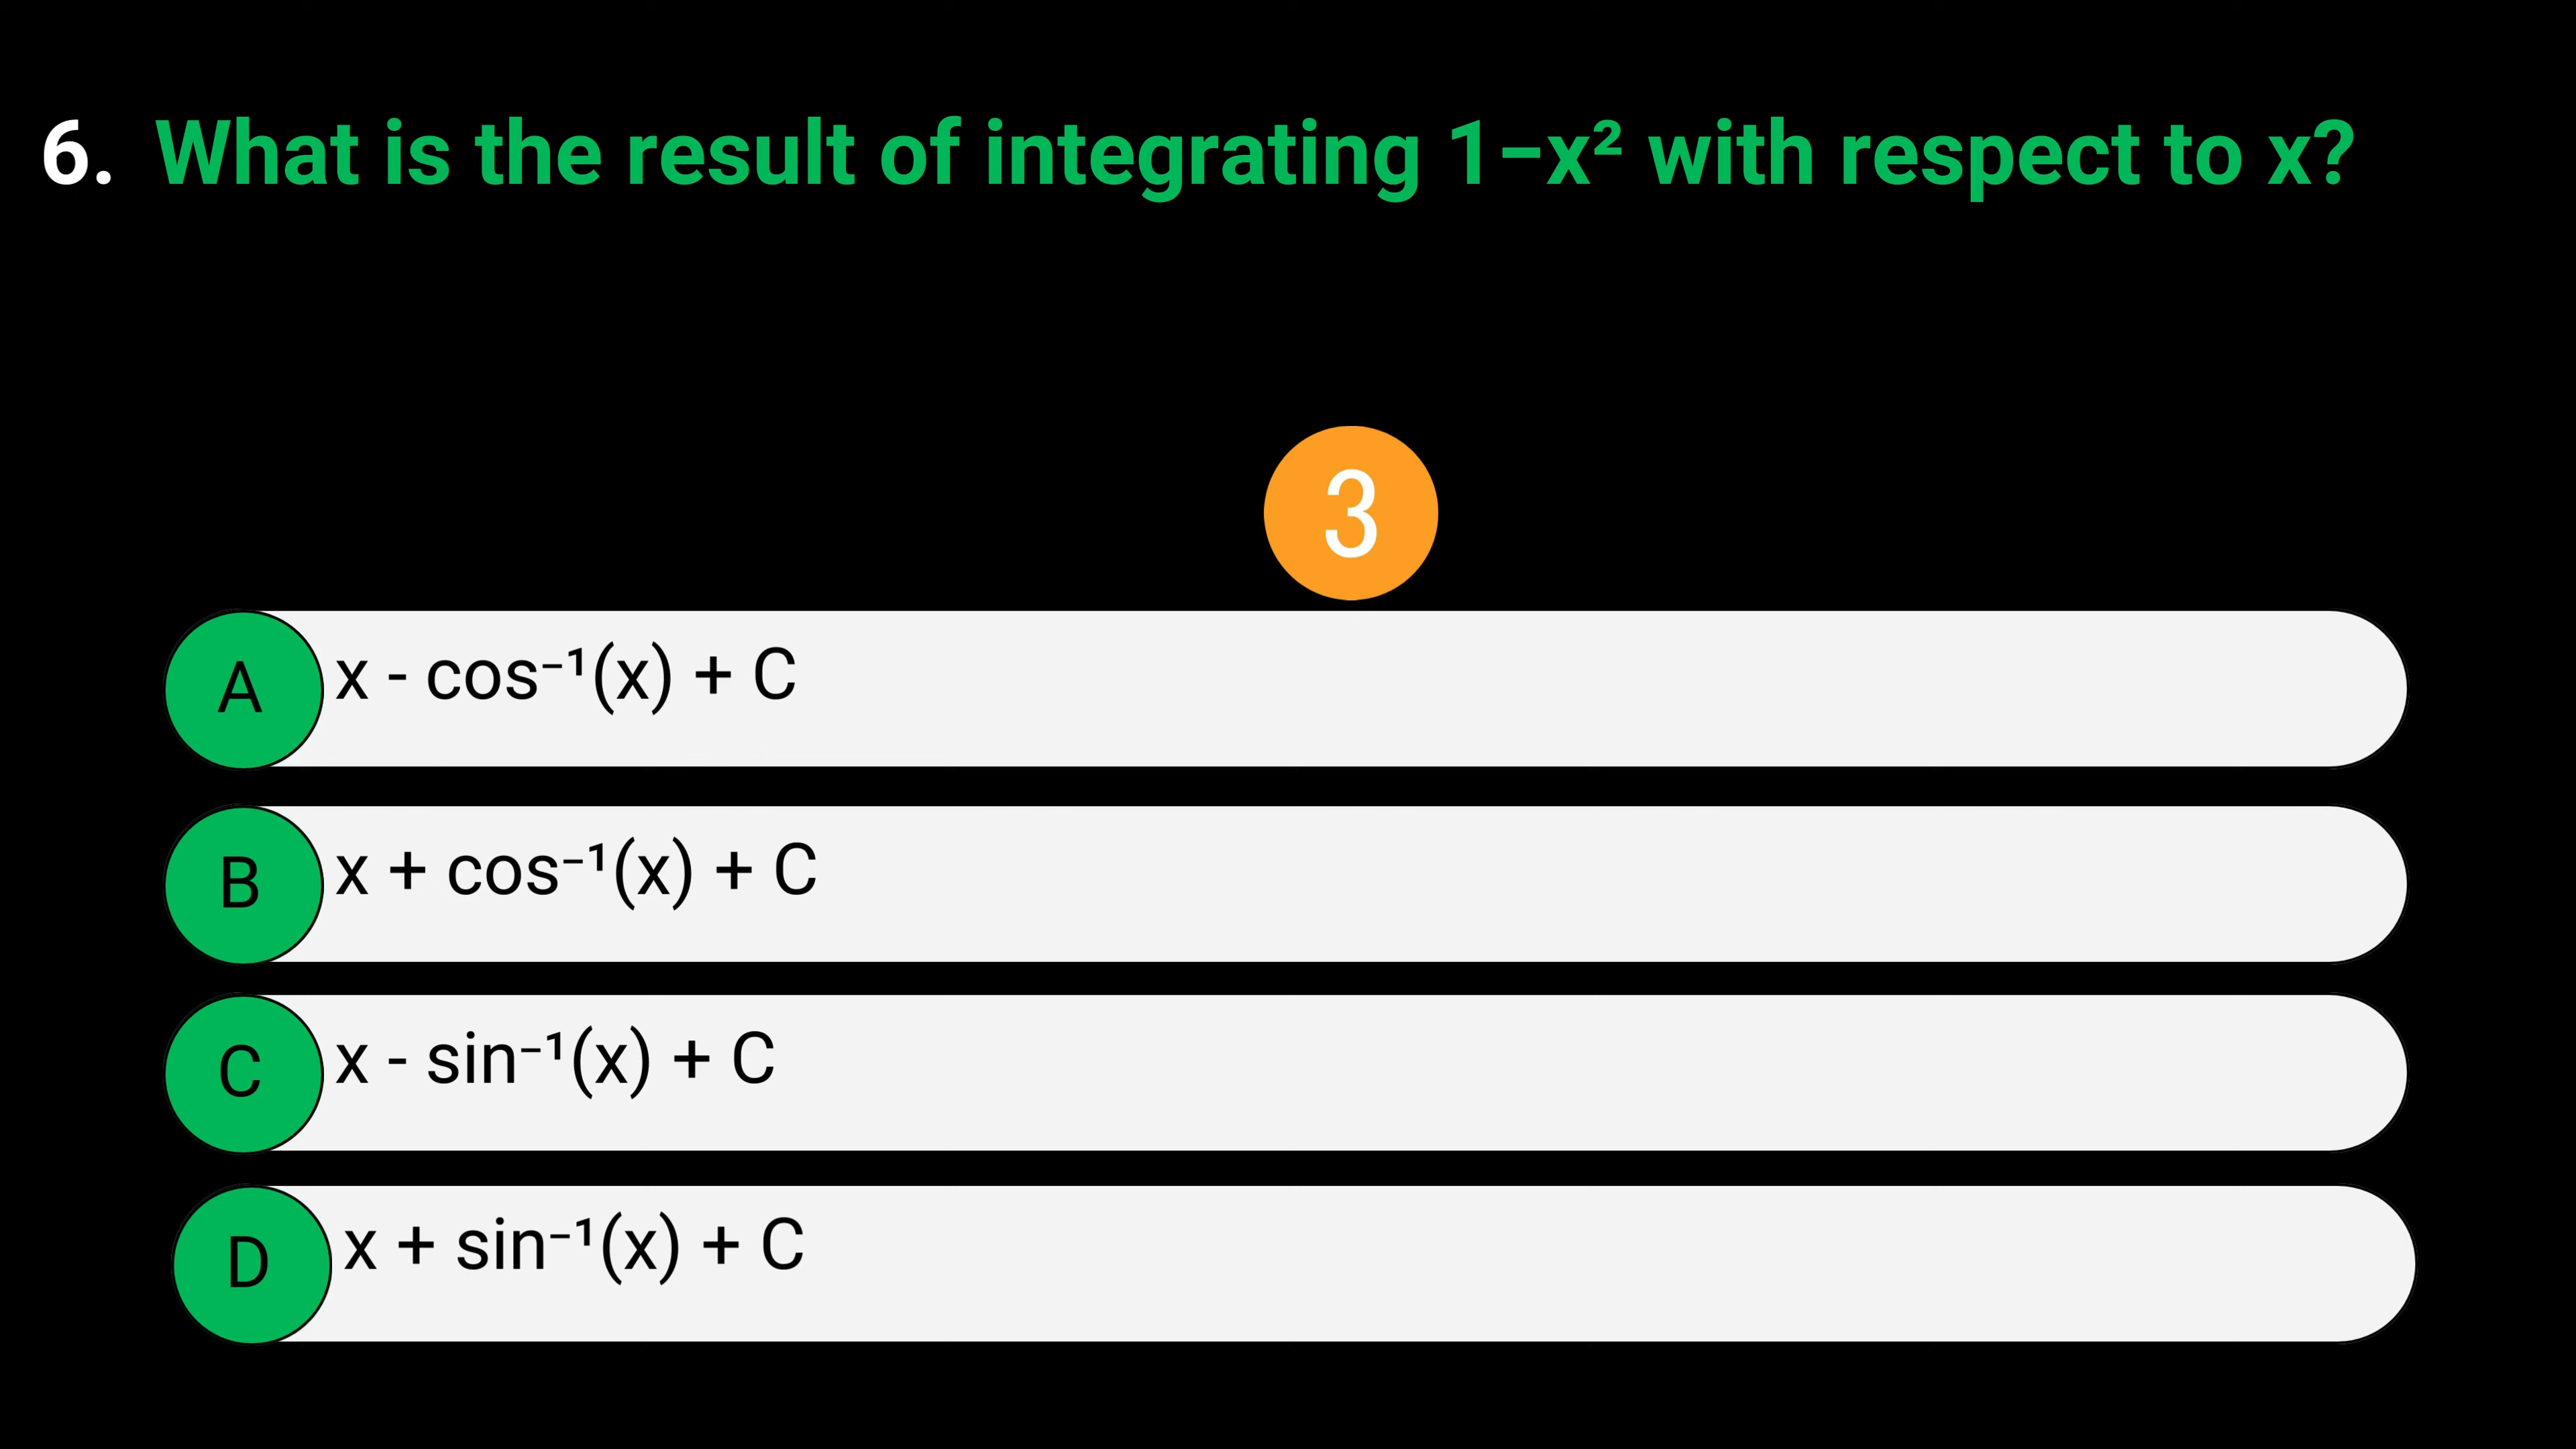 6. What is the result of integrating 1−x² with respect to x?
3
A x - cos⁻¹(x) + C
B x + cos⁻¹(x) + C
C x - sin⁻¹(x) + C
D x + sin⁻¹(x) + C